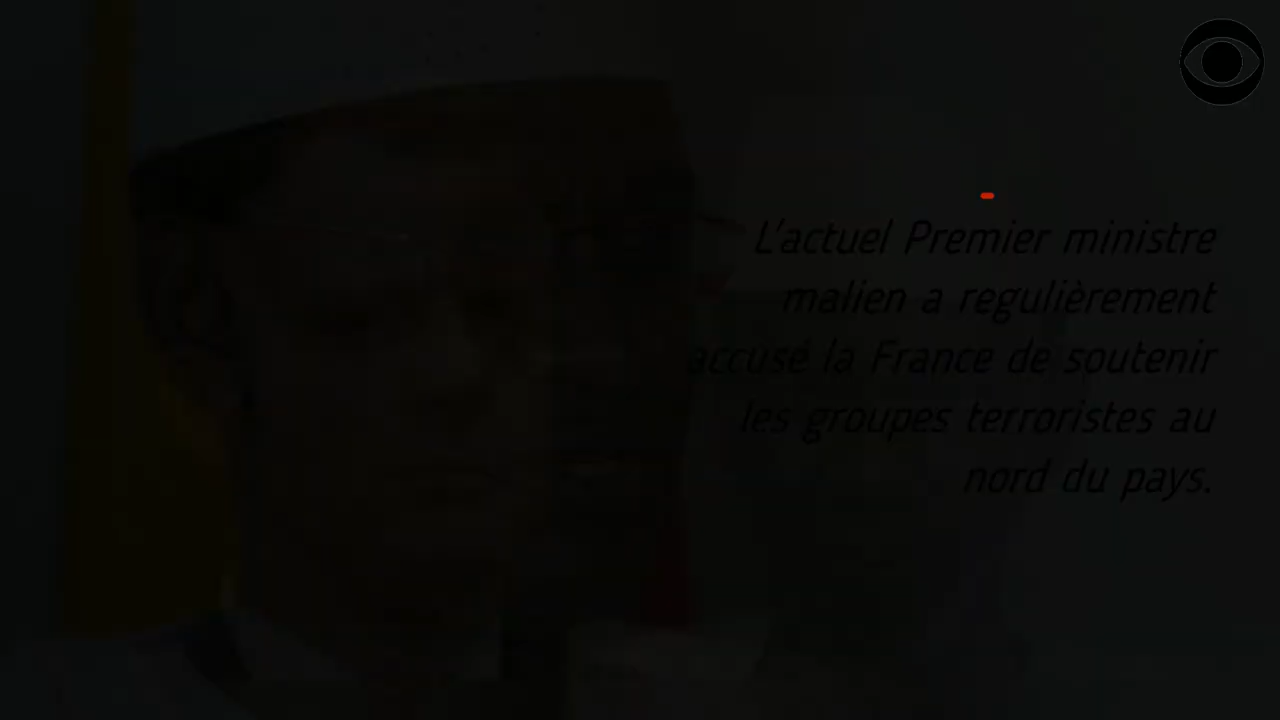 L'actuel Premier ministre
malien a regulièrement
accusé la France de soutenir
les groupes terroristes au
nord du pays.